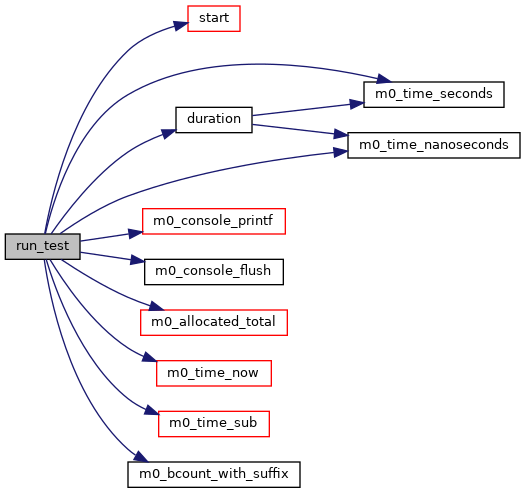 start
m0_time_seconds
duration
m0_time_nanoseconds
m0_console_printf
run_test
m0_console_flush
m0_allocated_total
m0_time_now
m0_time_sub
m0_bcount_with_suffix